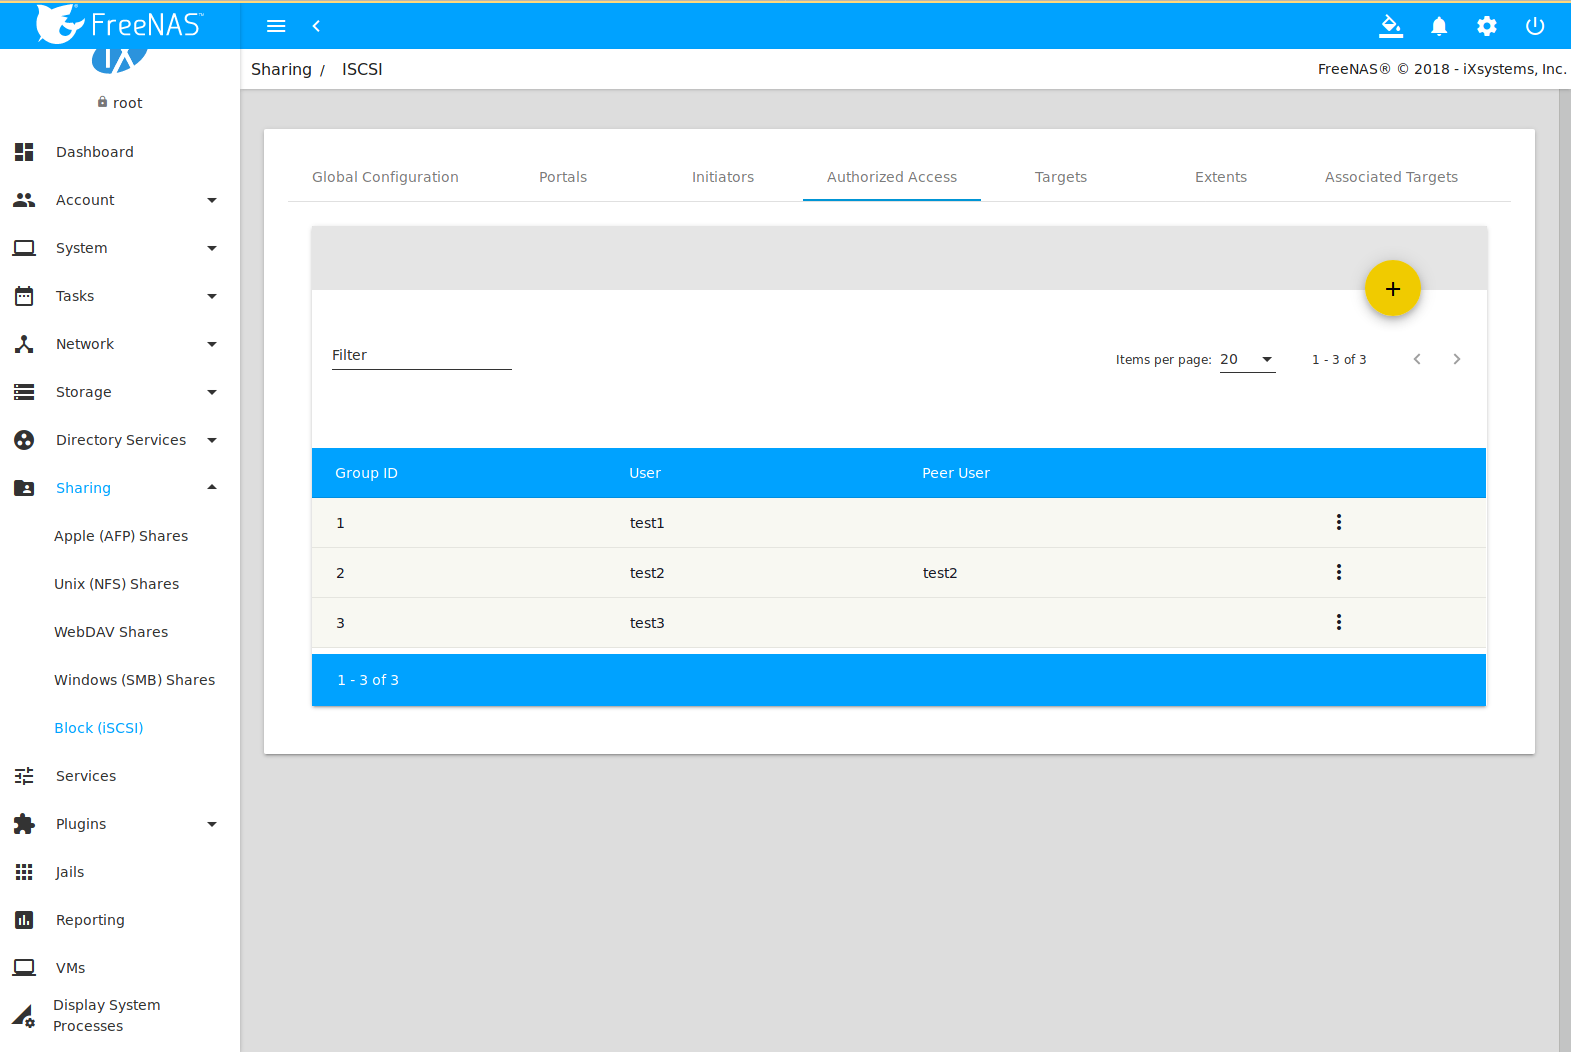 FreeNAS™
Sharing / ISCSI
FreeNAS® © 2018 - iXsystems, Inc.
root
Dashboard
Account
System
Tasks
Network
Storage
Directory Services
Sharing
Apple (AFP) Shares
Unix (NFS) Shares
WebDAV Shares
Windows (SMB) Shares
Block (iSCSI)
Services
Plugins
Jails
Reporting
VMs
Display System
Processes
Global Configuration Portals Initiators Authorized Access Targets Extents Associated Targets
Filter
Items per page: 20 1 - 3 of 3
Group ID User Peer User
1 test1
2 test2 test2
3 test3
1 - 3 of 3